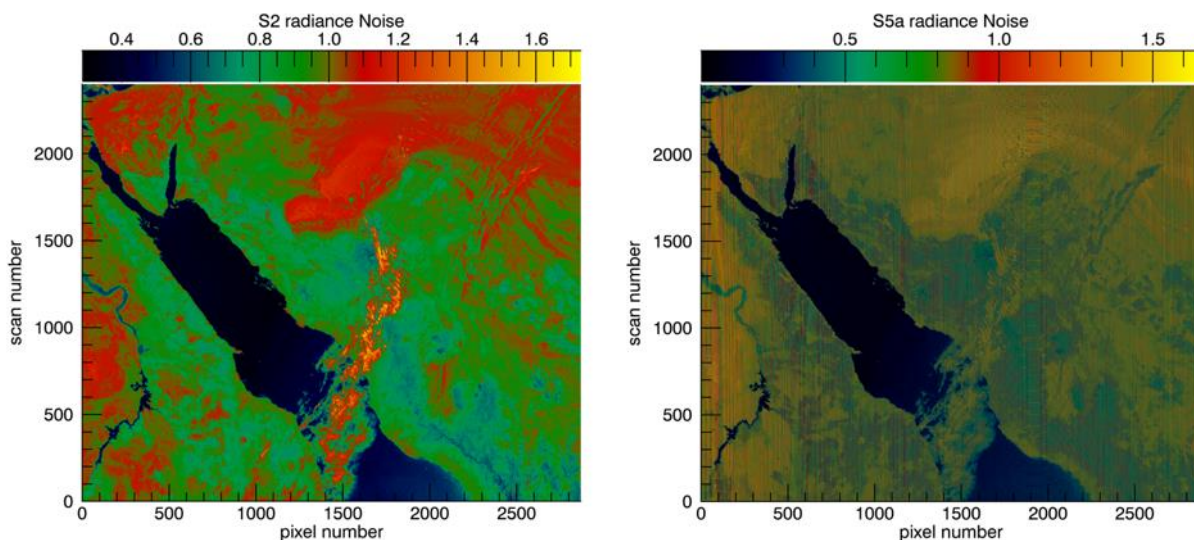 S2 radiance Noise
0.4 0.6 0.8 1.0 1.2 1.4 1.6
scan number
2000
1500
1000
500
0
0 500 1000 1500 2000 2500
pixel number
S5a radiance Noise
0.5 1.0 1.5
scan number
2000
1500
1000
500
0
0 500 1000 1500 2000 2500
pixel number